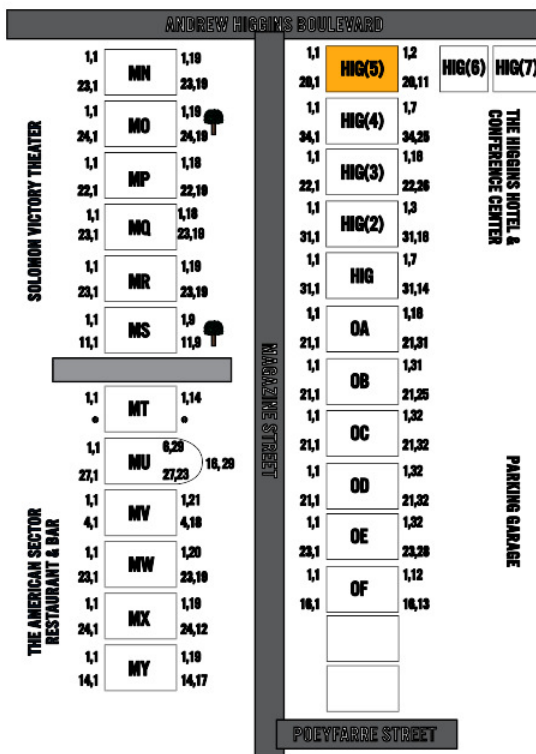 ANDREW HIGGINS BOULEVARD
SOLOMON VICTORY THEATER
1,1 MN 1,19
23,1 23,19
1,1 MO 1,19
24,1 24,19
1,1 MP 1,18
22,1 22,19
1,1 MQ 1,18
23,1 23,19
1,1 MR 1,19
23,1 23,19
1,1 MS 1,9
11,1 11,9
THE AMERICAN SECTOR
RESTAURANT & BAR
1,1 MT 1,14
1,1 MU 6,29
27,1 27,23
16,29
1,1 MV 1,21
4,1 4,18
1,1 MW 1,20
23,1 23,19
1,1 MX 1,19
24,1 24,12
1,1 MY 1,19
14,1 14,17
MAGAZINE STREET
1,1 HIG(5) 1,2
20,1 20,11
HIG(6) HIG(7)
1,1 HIG(4) 1,7
34,1 34,25
1,1 HIG(3) 1,18
22,1 22,26
1,1 HIG(2) 1,3
31,1 31,18
1,1 HIG 1,7
31,1 31,14
1,1 OA 1,18
21,1 21,31
1,1 OB 1,31
21,1 21,25
1,1 OC 1,32
21,1 21,32
1,1 OD 1,32
21,1 21,32
1,1 OE 1,32
23,1 23,28
1,1 OF 1,12
16,1 16,13
THE HIGGINS HOTEL &
CONFERENCE CENTER
PARKING GARAGE
POEYFARRE STREET